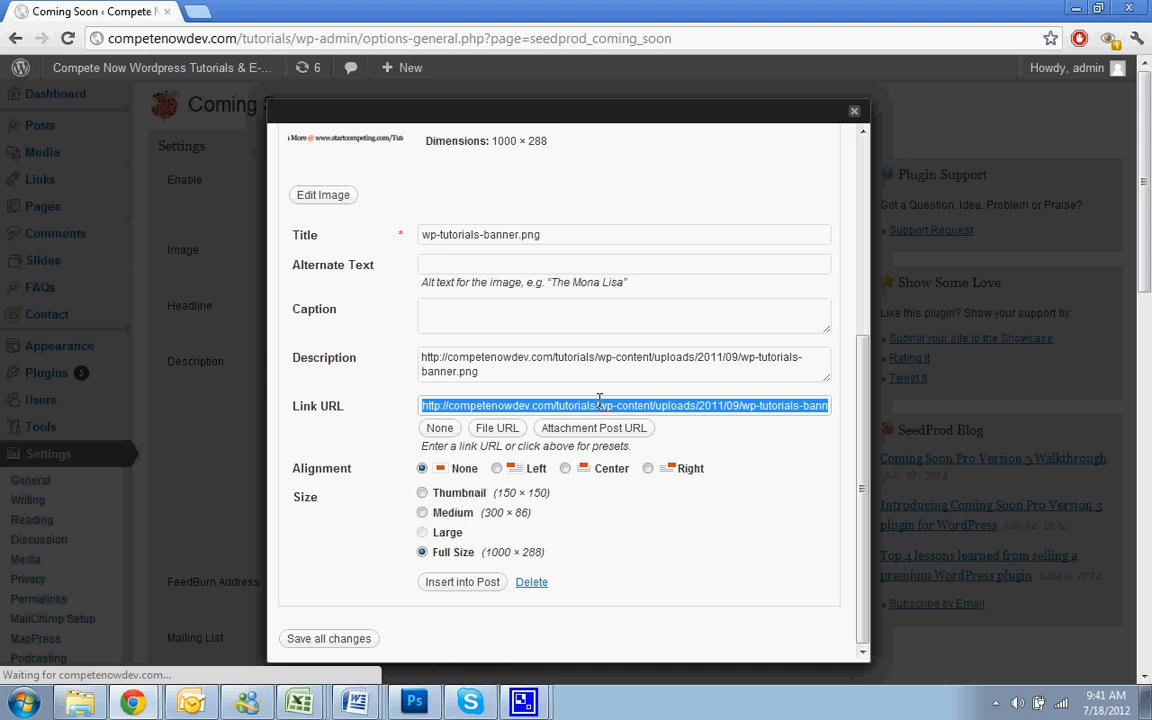 Coming Soon ‹ Compete N
competenowdev.com/tutorials/wp-admin/options-general.php?page=seedprod_coming_soon
Compete Now Wordpress Tutorials & E-... 6 + New Howdy, admin
Dashboard
Posts
Media
Links
Pages
Comments
Slides
FAQs
Contact
Appearance
Plugins
Users
Tools
Settings
General
Writing
Reading
Discussion
Media
Privacy
Permalinks
MailChimp Setup
MapPress
Podcasting
Coming S
Settings
Enable
Image
Headline
Description
FeedBurn Address
Mailing List
More @ www.startcompeting.com/Tut
Dimensions: 1000 × 288
Edit Image
Title * wp-tutorials-banner.png
Alternate Text
Alt text for the image, e.g. “The Mona Lisa”
Caption
Description http://competenowdev.com/tutorials/wp-content/uploads/2011/09/wp-tutorials-
banner.png
Link URL http://competenowdev.com/tutorials/wp-content/uploads/2011/09/wp-tutorials-bann
None File URL Attachment Post URL
Enter a link URL or click above for presets.
Alignment None Left Center Right
Size Thumbnail (150 × 150)
Medium (300 × 86)
Large
Full Size (1000 × 288)
Insert into Post Delete
Save all changes
Plugin Support
Got a Question, Idea, Problem or Praise?
Support Request
Show Some Love
Like this plugin? Show your support by:
Submit your site to the Showcase
Rating It
Tweet It
SeedProd Blog
Coming Soon Pro Version 3 Walkthrough
Introducing Coming Soon Pro Version 3
plugin for WordPress
Top 4 lessons learned from selling a
premium WordPress plugin
Subscribe by Email
Waiting for competenowdev.com...
9:41 AM
7/18/2012